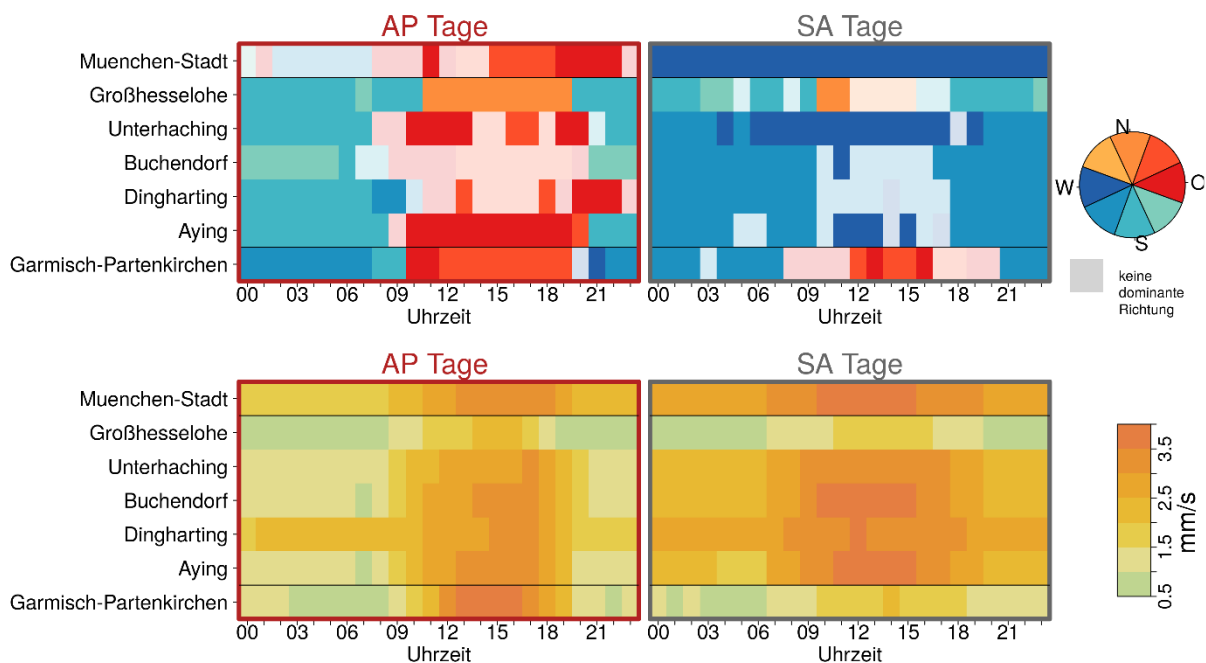 AP Tage
SA Tage
Muenchen-Stadt
Großhesselohe
Unterhaching
Buchendorf
Dingharting
Aying
Garmisch-Partenkirchen
00 03 06 09 12 15 18 21
00 03 06 09 12 15 18 21
Uhrzeit
Uhrzeit
N
W
O
S
keine
dominante
Richtung
AP Tage
SA Tage
Muenchen-Stadt
Großhesselohe
Unterhaching
Buchendorf
Dingharting
Aying
Garmisch-Partenkirchen
00 03 06 09 12 15 18 21
00 03 06 09 12 15 18 21
Uhrzeit
Uhrzeit
0.5 1.5 2.5 3.5
mm/s